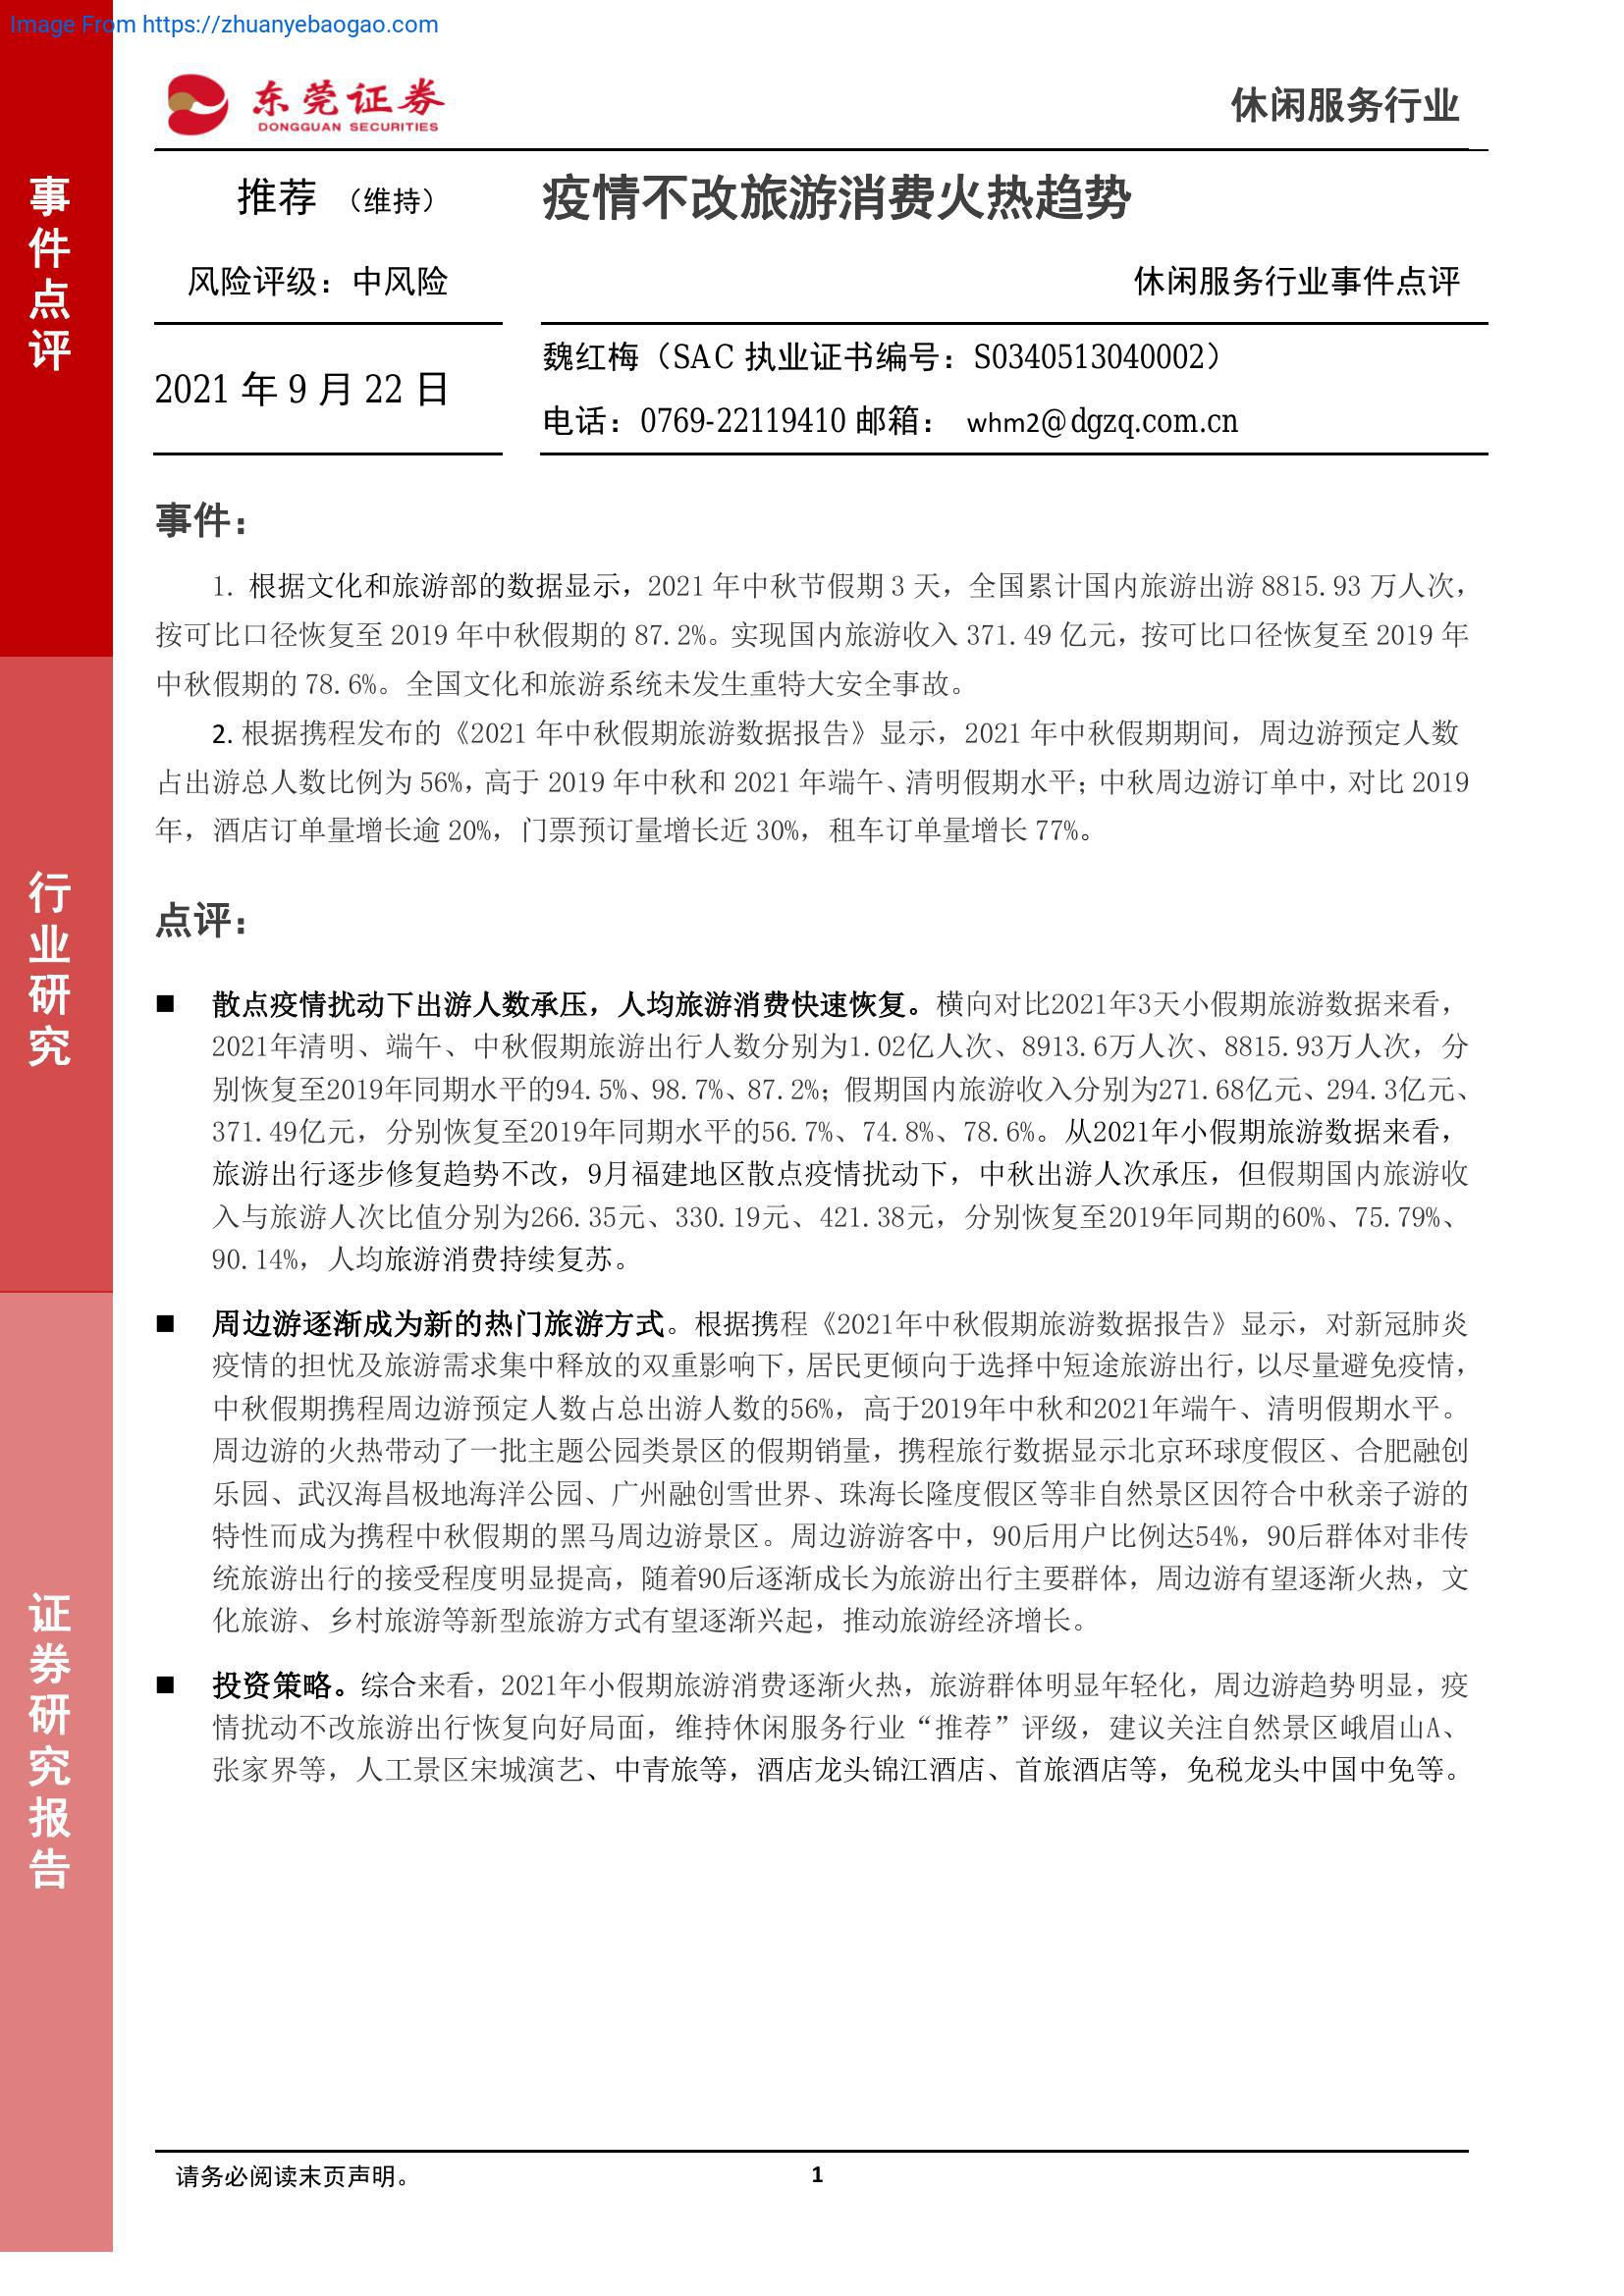 Image From https://zhuanyebaogao.com
东莞证券
DONGGUAN SECURITIES
休闲服务行业
事件点评
行业研究
证券研究报告
推荐 （维持）
疫情不改旅游消费火热趋势
风险评级：中风险
休闲服务行业事件点评
2021 年 9 月 22 日
魏红梅（SAC 执业证书编号：S0340513040002）
电话：0769-22119410 邮箱： whm2@dgzq.com.cn
事件：
1. 根据文化和旅游部的数据显示，2021 年中秋节假期 3 天，全国累计国内旅游出游 8815.93 万人次，
按可比口径恢复至 2019 年中秋假期的 87.2%。实现国内旅游收入 371.49 亿元，按可比口径恢复至 2019 年
中秋假期的 78.6%。全国文化和旅游系统未发生重特大安全事故。
2. 根据携程发布的《2021 年中秋假期旅游数据报告》显示，2021 年中秋假期期间，周边游预定人数
占出游总人数比例为 56%，高于 2019 年中秋和 2021 年端午、清明假期水平；中秋周边游订单中，对比 2019
年，酒店订单量增长逾 20%，门票预订量增长近 30%，租车订单量增长 77%。
点评：
■ 散点疫情扰动下出游人数承压，人均旅游消费快速恢复。横向对比2021年3天小假期旅游数据来看，
2021年清明、端午、中秋假期旅游出行人数分别为1.02亿人次、8913.6万人次、8815.93万人次，分
别恢复至2019年同期水平的94.5%、98.7%、87.2%；假期国内旅游收入分别为271.68亿元、294.3亿元、
371.49亿元，分别恢复至2019年同期水平的56.7%、74.8%、78.6%。从2021年小假期旅游数据来看，
旅游出行逐步修复趋势不改，9月福建地区散点疫情扰动下，中秋出游人次承压，但假期国内旅游收
入与旅游人次比值分别为266.35元、330.19元、421.38元，分别恢复至2019年同期的60%、75.79%、
90.14%，人均旅游消费持续复苏。
■ 周边游逐渐成为新的热门旅游方式。根据携程《2021年中秋假期旅游数据报告》显示，对新冠肺炎
疫情的担忧及旅游需求集中释放的双重影响下，居民更倾向于选择中短途旅游出行，以尽量避免疫情，
中秋假期携程周边游预定人数占总出游人数的56%，高于2019年中秋和2021年端午、清明假期水平。
周边游的火热带动了一批主题公园类景区的假期销量，携程旅行数据显示北京环球度假区、合肥融创
乐园、武汉海昌极地海洋公园、广州融创雪世界、珠海长隆度假区等非自然景区因符合中秋亲子游的
特性而成为携程中秋假期的黑马周边游景区。周边游游客中，90后用户比例达54%，90后群体对非传
统旅游出行的接受程度明显提高，随着90后逐渐成长为旅游出行主要群体，周边游有望逐渐火热，文
化旅游、乡村旅游等新型旅游方式有望逐渐兴起，推动旅游经济增长。
■ 投资策略。综合来看，2021年小假期旅游消费逐渐火热，旅游群体明显年轻化，周边游趋势明显，疫
情扰动不改旅游出行恢复向好局面，维持休闲服务行业“推荐”评级，建议关注自然景区峨眉山A、
张家界等，人工景区宋城演艺、中青旅等，酒店龙头锦江酒店、首旅酒店等，免税龙头中国中免等。
请务必阅读末页声明。
1